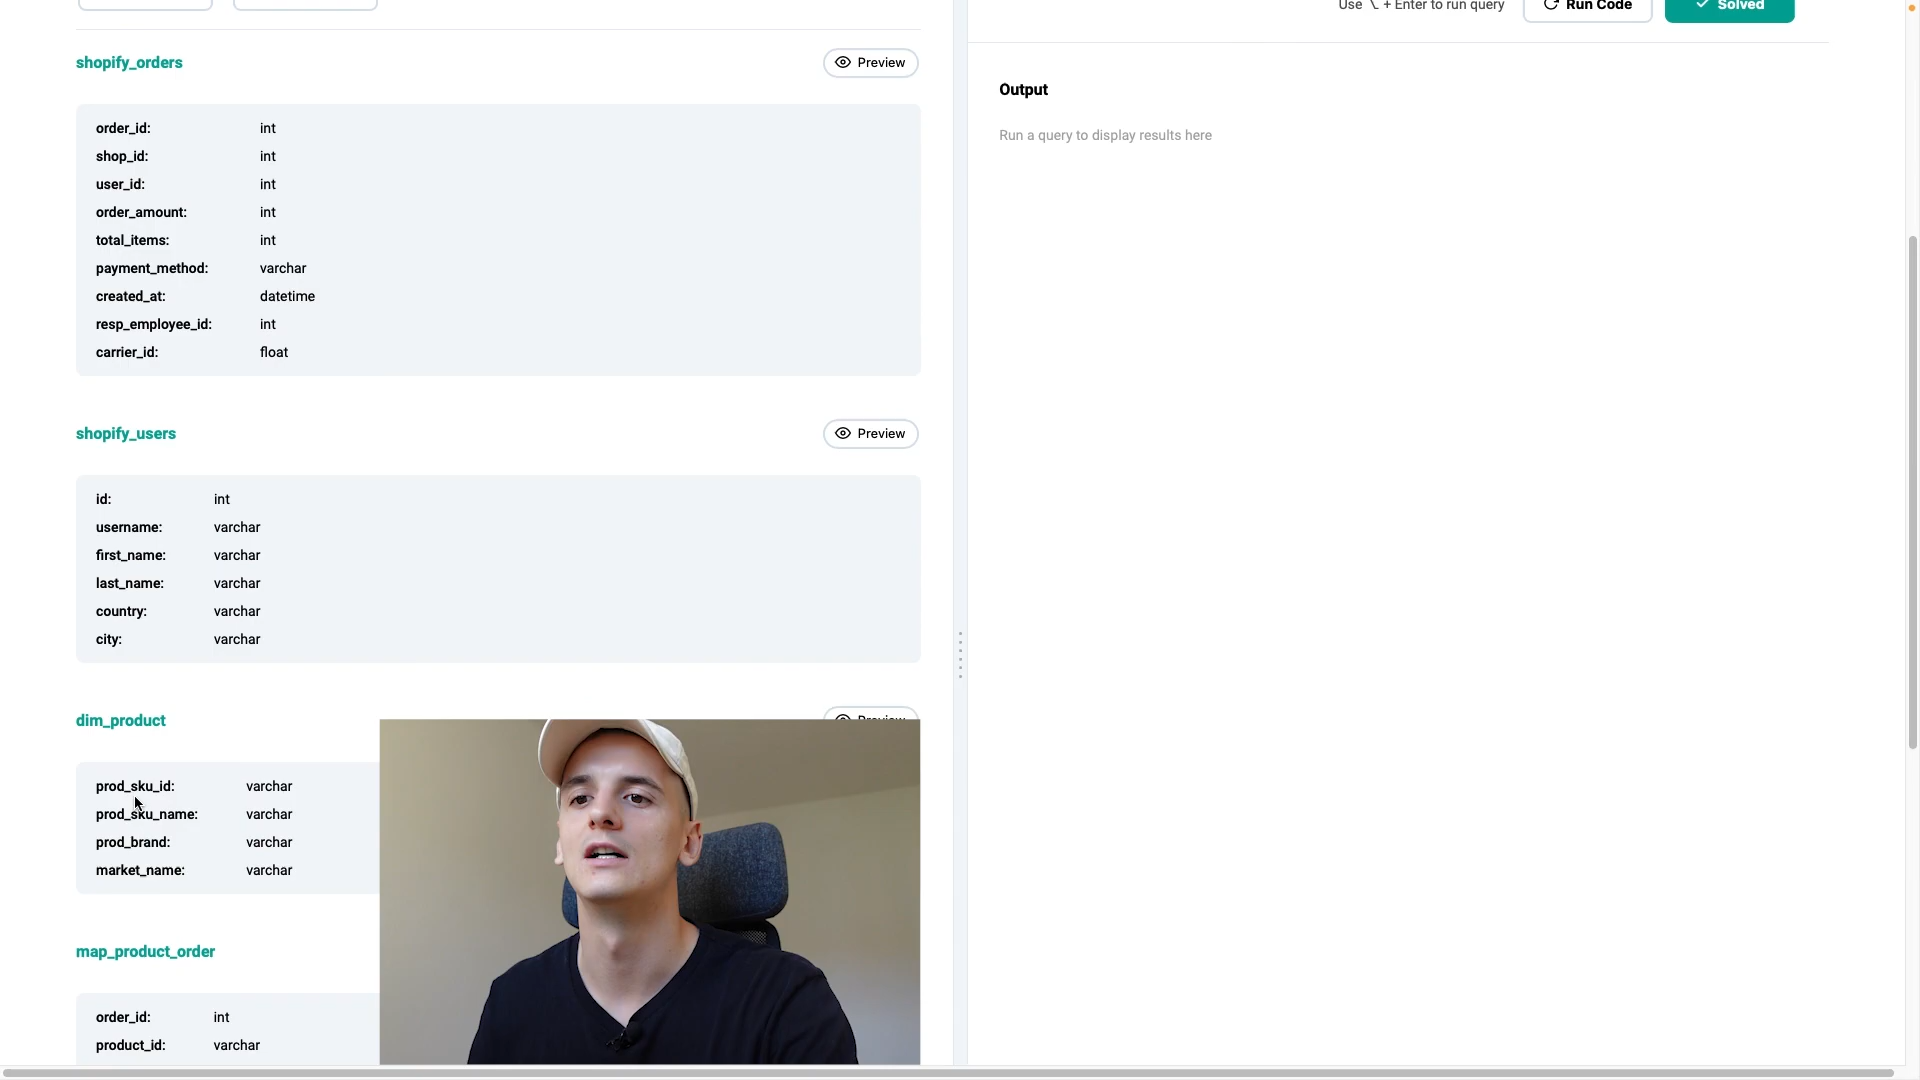 Use ⌥ + Enter to run query
Run Code
Solved
shopify_orders
Preview
order_id: int
shop_id: int
user_id: int
order_amount: int
total_items: int
payment_method: varchar
created_at: datetime
resp_employee_id: int
carrier_id: float
shopify_users
Preview
id: int
username: varchar
first_name: varchar
last_name: varchar
country: varchar
city: varchar
dim_product
Preview
prod_sku_id: varchar
prod_sku_name: varchar
prod_brand: varchar
market_name: varchar
map_product_order
order_id: int
product_id: varchar
Output
Run a query to display results here